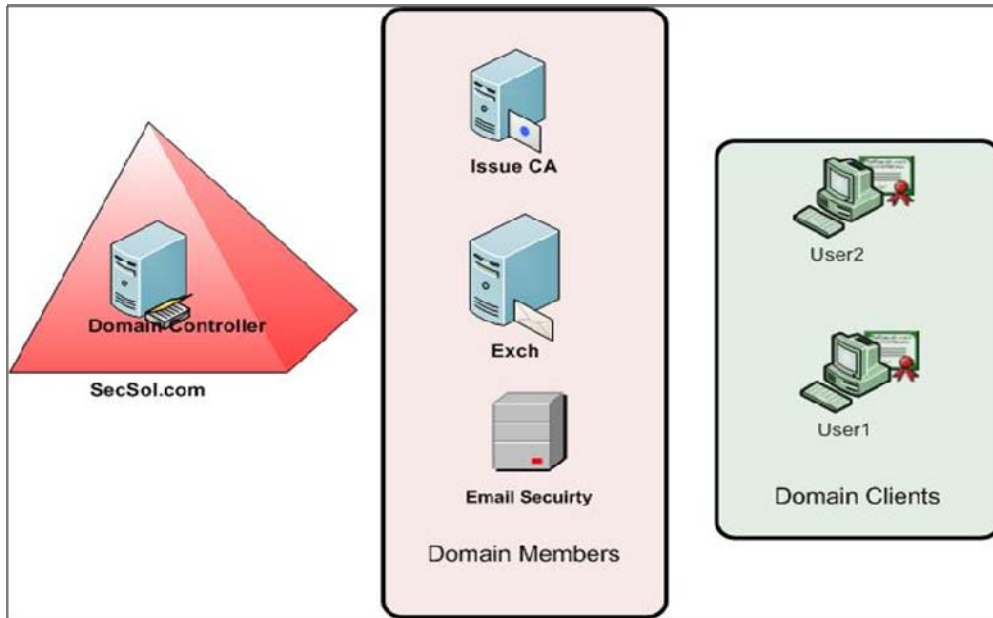 Domain Controller
SecSol.com
Issue CA
Exch
Email Secuirty
Domain Members
User2
User1
Domain Clients